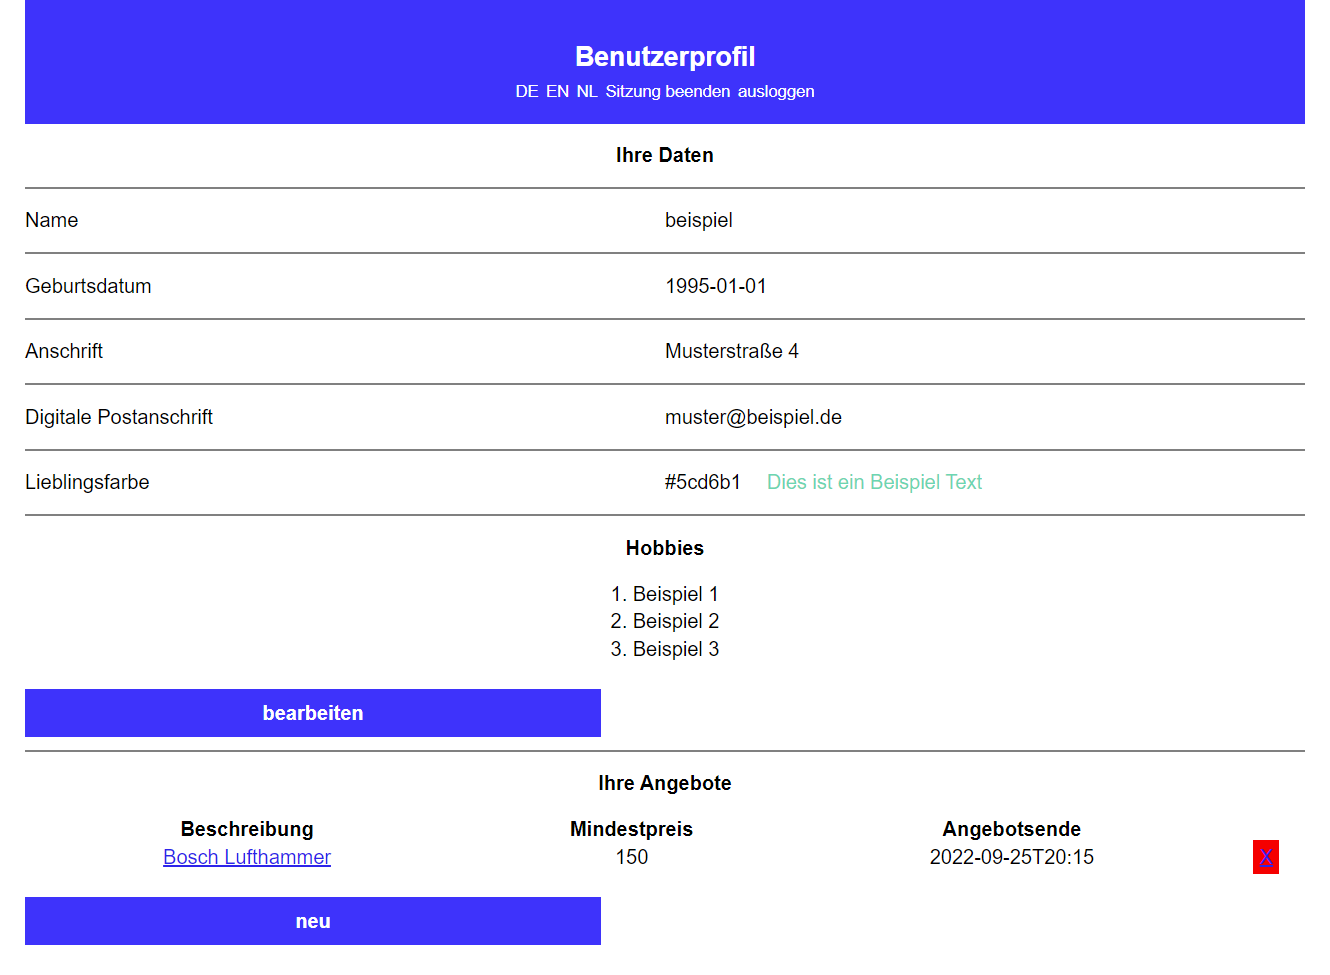 Benutzerprofil
DE EN NL Sitzung beenden ausloggen
Ihre Daten
Name beispiel
Geburtsdatum 1995-01-01
Anschrift Musterstraße 4
Digitale Postanschrift muster@beispiel.de
Lieblingsfarbe #5cd6b1 Dies ist ein Beispiel Text
Hobbies
1. Beispiel 1
2. Beispiel 2
3. Beispiel 3
bearbeiten
Ihre Angebote
Beschreibung Mindestpreis Angebotsende
Bosch Lufthammer 150 2022-09-25T20:15 X
neu